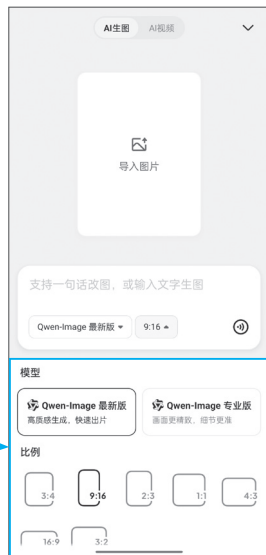 AI生图 AI视频
导入图片
支持一句话改图，或输入文字生图
Qwen-Image 最新版 9:16
模型
Qwen-Image 最新版 Qwen-Image 专业版
高质感生成，快速出片 画面更精致，细节更准
比例
3:4 9:16 2:3 1:1 4:3
16:9 3:2